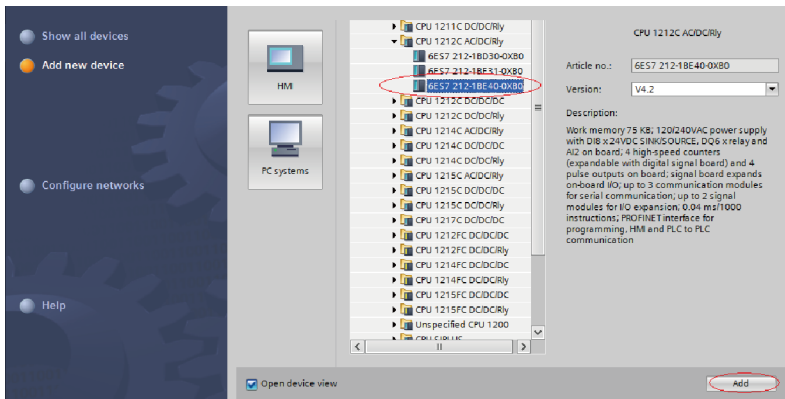 Show all devices
Add new device
Configure networks
Help
HMI
PC systems
CPU 1211C DC/DC/Rly
CPU 1212C AC/DC/Rly
6ES7 212-1BD30-0XB0
6ES7 212-1BE31-0XB0
6ES7 212-1BE40-0XB0
CPU 1212C DC/DC/DC
CPU 1212C DC/DC/Rly
CPU 1214C AC/DC/Rly
CPU 1214C DC/DC/DC
CPU 1214C DC/DC/Rly
CPU 1215C AC/DC/Rly
CPU 1215C DC/DC/DC
CPU 1215C DC/DC/Rly
CPU 1217C DC/DC/DC
CPU 1212FC DC/DC/DC
CPU 1212FC DC/DC/Rly
CPU 1214FC DC/DC/DC
CPU 1214FC DC/DC/Rly
CPU 1215FC DC/DC/DC
CPU 1215FC DC/DC/Rly
Unspecified CPU 1200
CPU SIPLUS
Open device view
CPU 1212C AC/DC/Rly
Article no.: 6ES7 212-1BE40-0XB0
Version: V4.2
Description:
Work memory 75 KB; 120/240VAC power supply
with DI8 x 24VDC SINK/SOURCE, DQ6 x relay and
AI2 on board; 4 high-speed counters
(expandable with digital signal board) and 4
pulse outputs on board; signal board expands
on-board I/O; up to 3 communication modules
for serial communication; up to 2 signal
modules for I/O expansion; 0.04 ms/1000
instructions; PROFINET interface for
programming, HMI and PLC to PLC
communication
Add